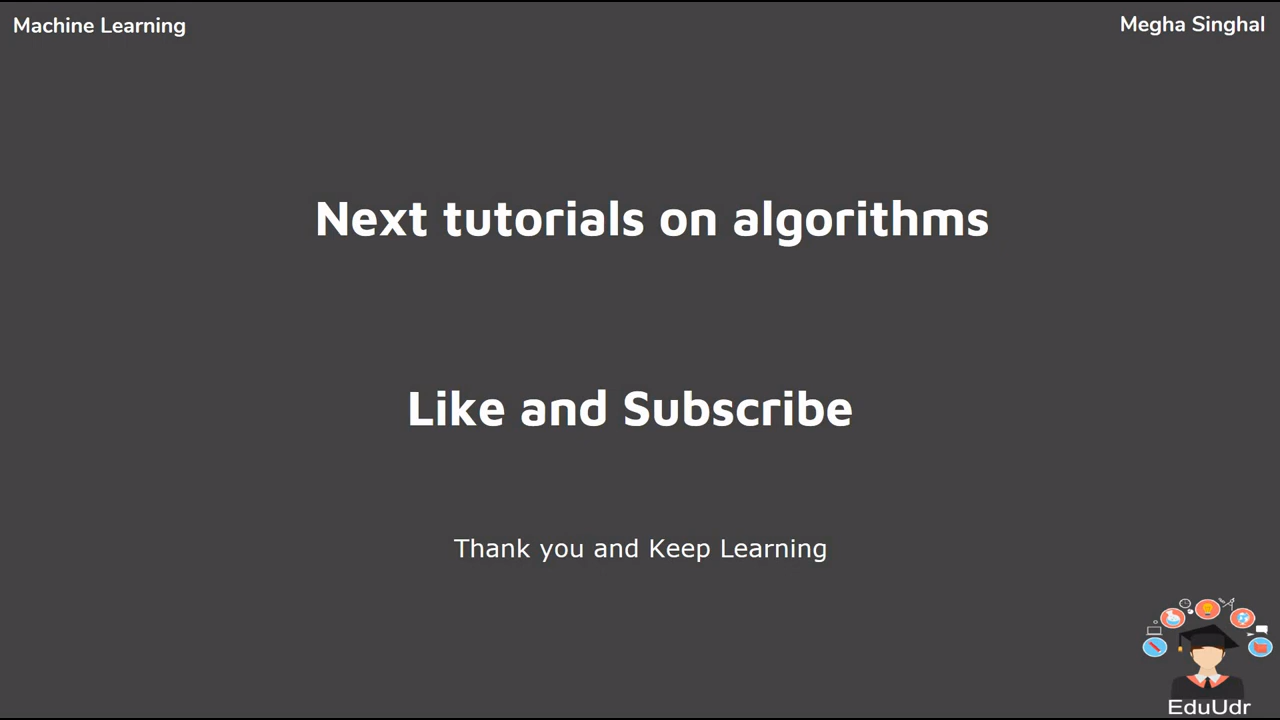 Machine Learning
Megha Singhal
Next tutorials on algorithms
Like and Subscribe
Thank you and Keep Learning
EduUdr